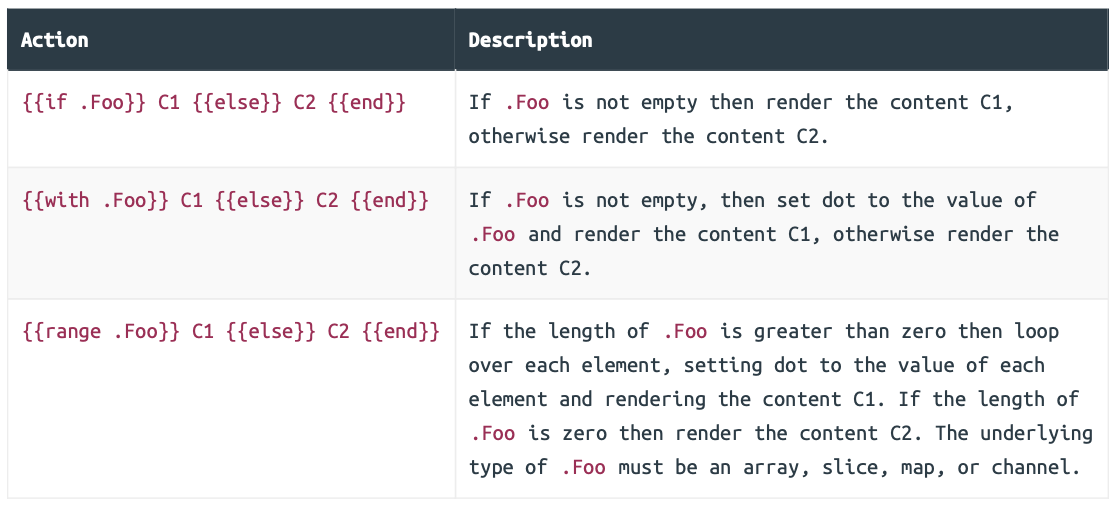 Action Description
{{if .Foo}} C1 {{else}} C2 {{end}} If .Foo is not empty then render the content C1,
otherwise render the content C2.
{{with .Foo}} C1 {{else}} C2 {{end}} If .Foo is not empty, then set dot to the value of
.Foo and render the content C1, otherwise render the
content C2.
{{range .Foo}} C1 {{else}} C2 {{end}} If the length of .Foo is greater than zero then loop
over each element, setting dot to the value of each
element and rendering the content C1. If the length of
.Foo is zero then render the content C2. The underlying
type of .Foo must be an array, slice, map, or channel.